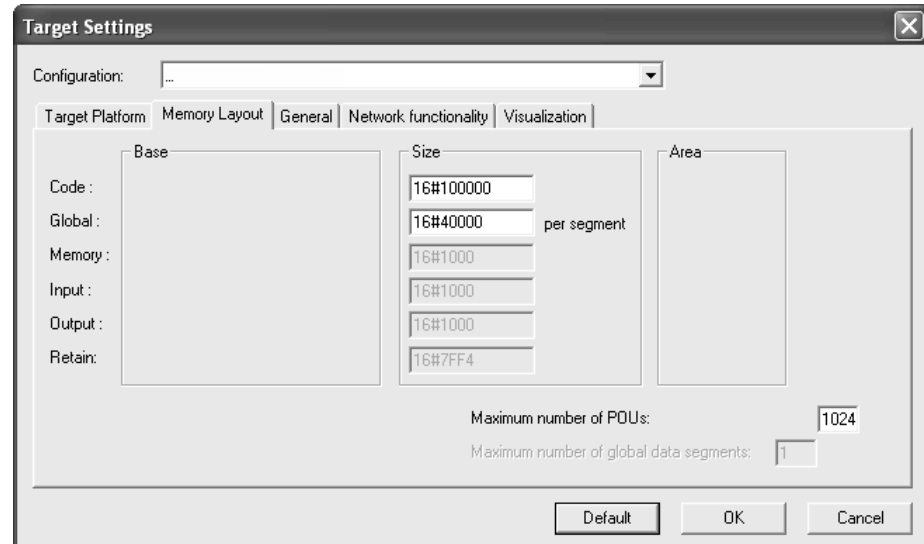 Target Settings
Configuration: ...
Target Platform Memory Layout General Network functionality Visualization
Base Size Area
Code : 16#100000
Global : 16#40000 per segment
Memory : 16#1000
Input : 16#1000
Output : 16#1000
Retain: 16#7FF4
Maximum number of POUs: 1024
Maximum number of global data segments: 1
Default OK Cancel